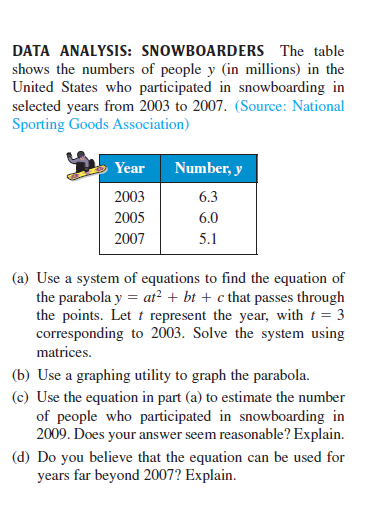 DATA ANALYSIS: SNOWBOARDERS The table
shows the numbers of people y (in millions) in the
United States who participated in snowboarding in
selected years from 2003 to 2007. (Source: National
Sporting Goods Association)
Year Number, y
2003 6.3
2005 6.0
2007 5.1
(a) Use a system of equations to find the equation of
the parabola y = at² + bt + c that passes through
the points. Let t represent the year, with t = 3
corresponding to 2003. Solve the system using
matrices.
(b) Use a graphing utility to graph the parabola.
(c) Use the equation in part (a) to estimate the number
of people who participated in snowboarding in
2009. Does your answer seem reasonable? Explain.
(d) Do you believe that the equation can be used for
years far beyond 2007? Explain.